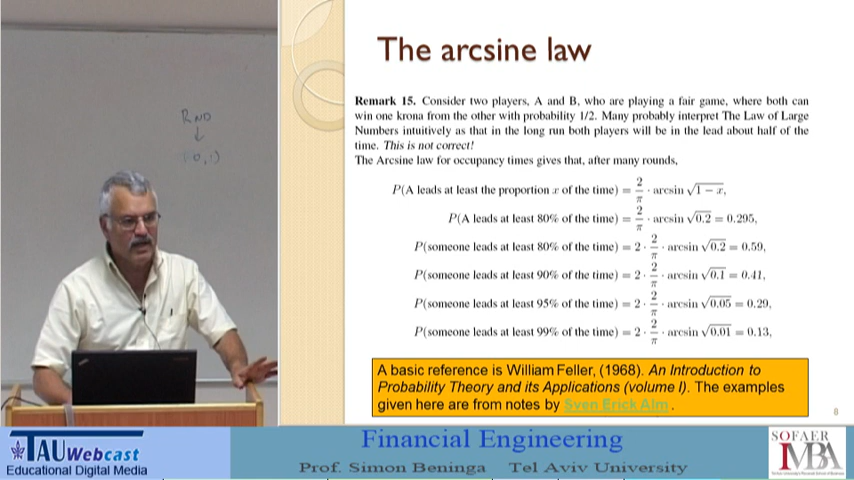 The arcsine law
Remark 15. Consider two players, A and B, who are playing a fair game, where both can
win one krona from the other with probability 1/2. Many probably interpret The Law of Large
Numbers intuitively as that in the long run both players will be in the lead about half of the
time. This is not correct!
The Arcsine law for occupancy times gives that, after many rounds,
P(A leads at least the proportion x of the time) = 2/π · arcsin √(1 − x),
P(A leads at least 80% of the time) = 2/π · arcsin √0.2 = 0.295,
P(someone leads at least 80% of the time) = 2 · 2/π · arcsin √0.2 = 0.59,
P(someone leads at least 90% of the time) = 2 · 2/π · arcsin √0.1 = 0.41,
P(someone leads at least 95% of the time) = 2 · 2/π · arcsin √0.05 = 0.29,
P(someone leads at least 99% of the time) = 2 · 2/π · arcsin √0.01 = 0.13,
A basic reference is William Feller, (1968). An Introduction to
Probability Theory and its Applications (volume I). The examples
given here are from notes by Sven Erick Alm .
8
RND
TAU Webcast
Educational Digital Media
Financial Engineering
Prof. Simon Beninga Tel Aviv University
SOFAER
IMBA